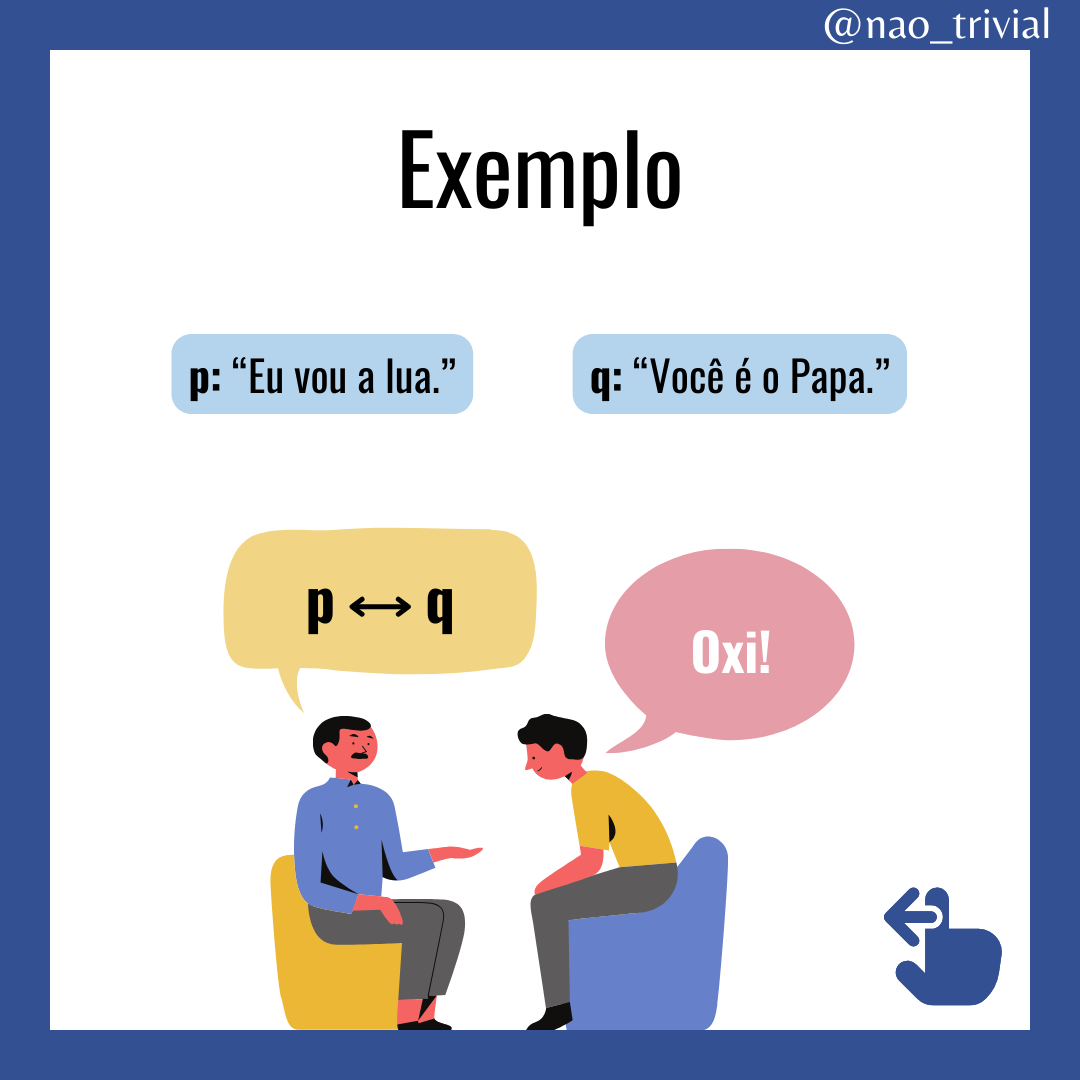 @nao_trivial
Exemplo
p: “Eu vou a lua.”
q: “Você é o Papa.”
p ↔ q
Oxi!